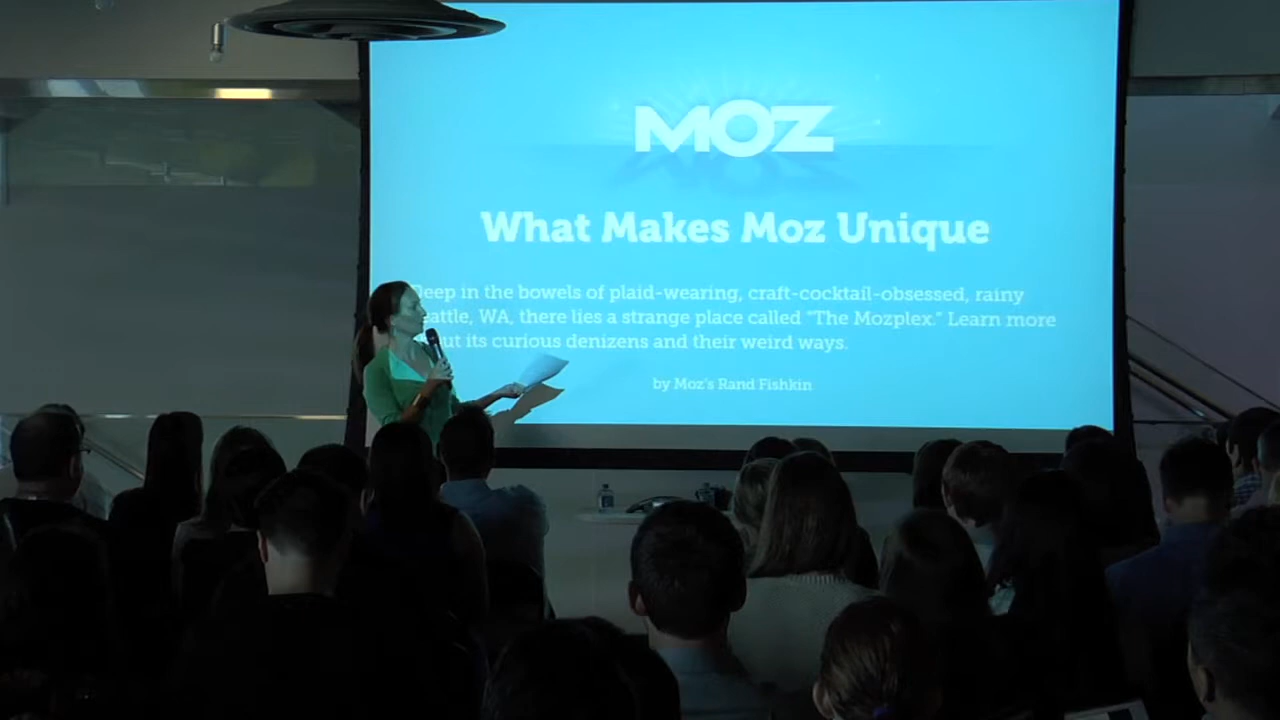 MOZ
What Makes Moz Unique
Deep in the bowels of plaid-wearing, craft-cocktail-obsessed, rainy
eattle, WA, there lies a strange place called "The Mozplex." Learn more
ut its curious denizens and their weird ways.
by Moz's Rand Fishkin